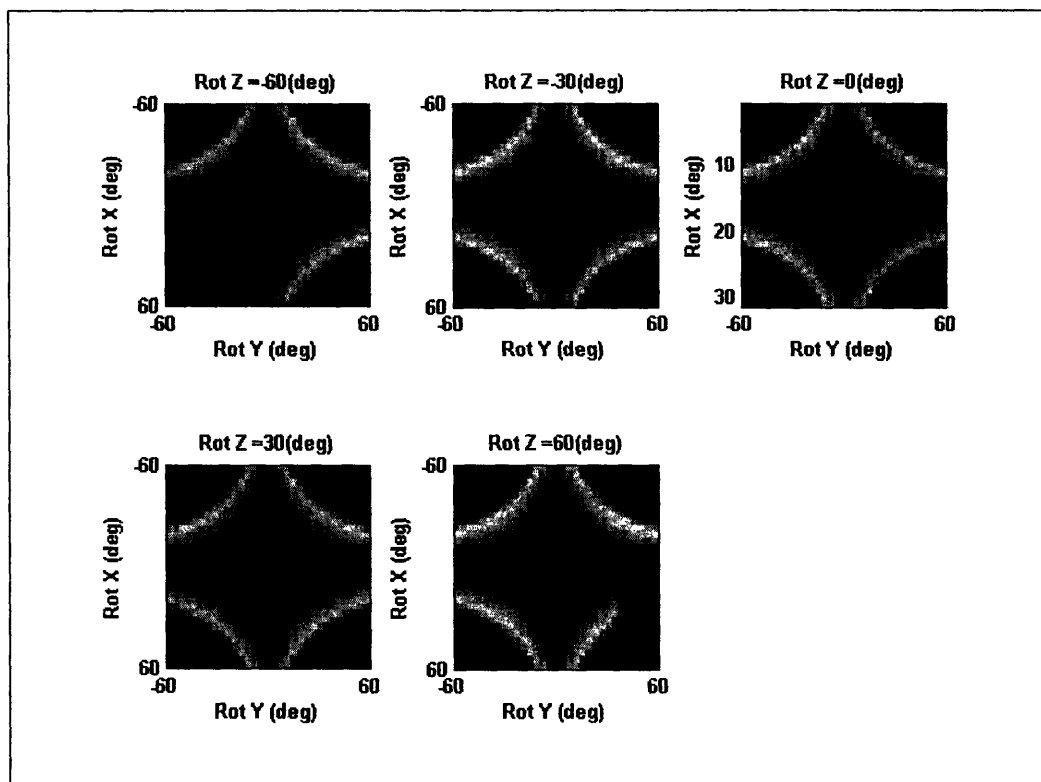 Rot Z =-60(deg)
-60
Rot X (deg)
60
-60 60
Rot Y (deg)
Rot Z =-30(deg)
-60
Rot X (deg)
60
-60 60
Rot Y (deg)
Rot Z =0(deg)
Rot X (deg)
10
20
30
-60 60
Rot Y (deg)
Rot Z =30(deg)
-60
Rot X (deg)
60
-60 60
Rot Y (deg)
Rot Z =60(deg)
-60
Rot X (deg)
60
-60 60
Rot Y (deg)